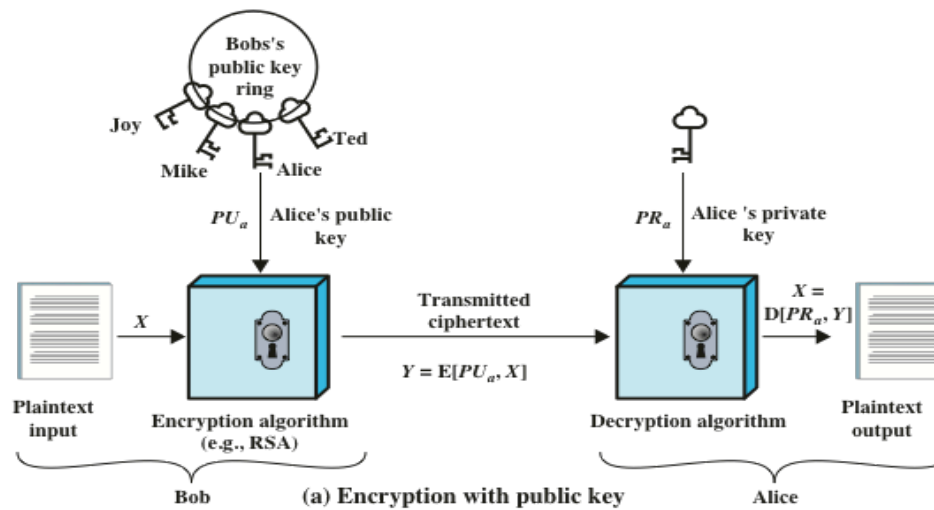 Bobs's
public key
ring
Joy
Mike
Alice
Ted
PUₐ
Alice's public
key
PRₐ
Alice 's private
key
X
Transmitted
ciphertext
Y = E[PUₐ, X]
X =
D[PRₐ, Y]
Plaintext
input
Encryption algorithm
(e.g., RSA)
Decryption algorithm
Plaintext
output
Bob
(a) Encryption with public key
Alice